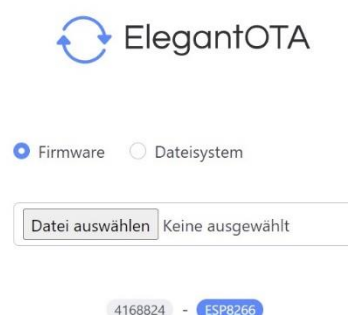 ElegantOTA
Firmware Dateisystem
Datei auswählen Keine ausgewählt
4168824 - ESP8266